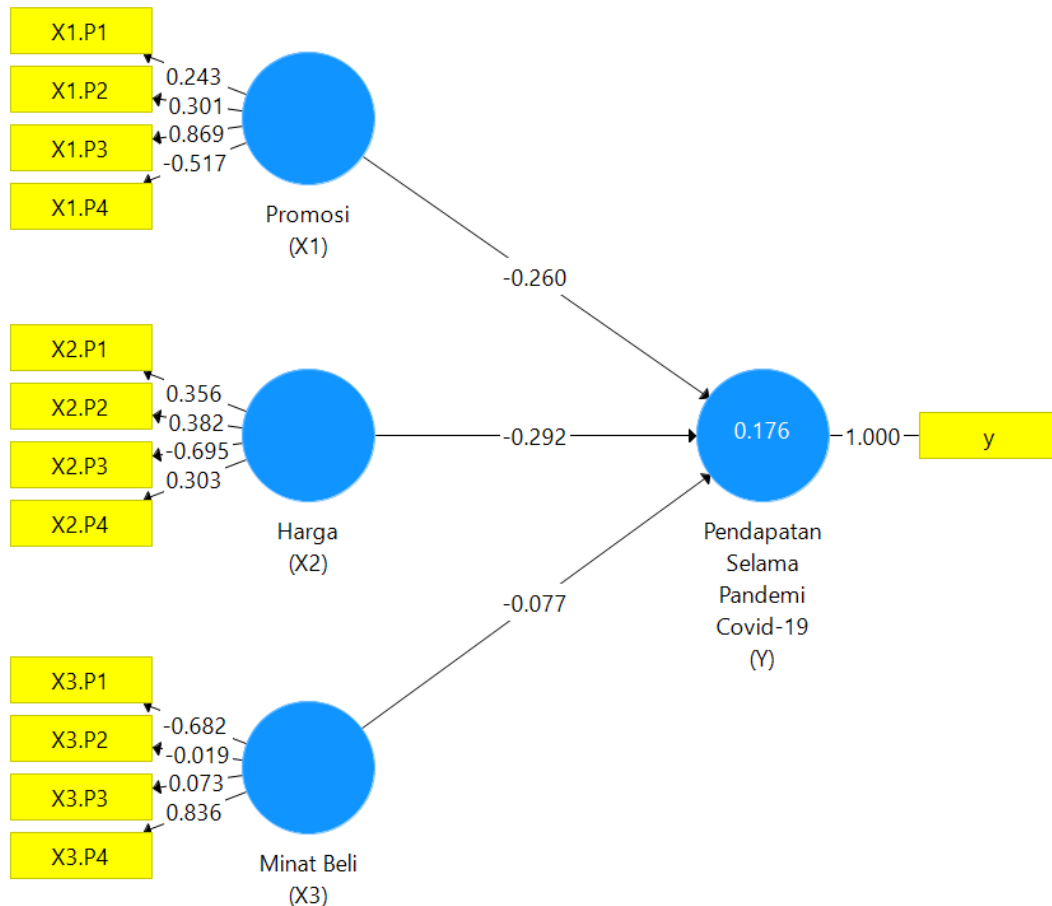 X1.P1
X1.P2
X1.P3
X1.P4
0.243
0.301
0.869
-0.517
Promosi
(X1)
-0.260
X2.P1
X2.P2
X2.P3
X2.P4
0.356
0.382
-0.695
0.303
Harga
(X2)
-0.292
X3.P1
X3.P2
X3.P3
X3.P4
-0.682
-0.019
0.073
0.836
Minat Beli
(X3)
-0.077
0.176
Pendapatan
Selama
Pandemi
Covid-19
(Y)
1.000
y